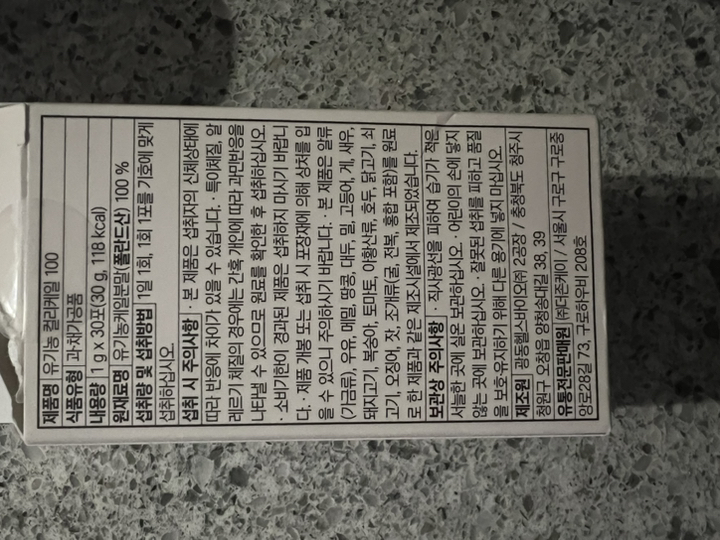 제품명 유기농 컬리케일 100
식품유형 과·채가공품
내용량 1 g x 30포(30 g, 118 kcal)
원재료명 유기농케일분말(폴란드산) 100 %
섭취량 및 섭취방법 1일 1회, 1회 1포를 기호에 맞게
섭취하십시오.
섭취 시 주의사항 · 본 제품은 섭취자의 신체상태에
따라 반응에 차이가 있을 수 있습니다. · 특이체질, 알
레르기 체질의 경우에는 간혹 개인에 따라 과민반응을
나타낼 수 있으므로 원료를 확인한 후 섭취하십시오.
· 소비기한이 경과된 제품은 섭취하지 마시기 바랍니
다. · 제품 개봉 또는 섭취 시 포장재에 의해 상처를 입
을 수 있으니 주의하시기 바랍니다. · 본 제품은 알류
(가금류), 우유, 메밀, 땅콩, 대두, 밀, 고등어, 게, 새우,
돼지고기, 복숭아, 토마토, 아황산류, 호두, 닭고기, 쇠
고기, 오징어, 잣, 조개류(굴, 전복, 홍합 포함)를 원료
로 한 제품과 같은 제조시설에서 제조되었습니다.
보관상 주의사항 · 직사광선을 피하여 습기가 적은
서늘한 곳에 실온 보관하십시오. · 어린이의 손에 닿지
않는 곳에 보관하십시오. · 잘못된 섭취를 피하고 품질
을 보호유지하기 위해 다른 용기에 넣지 마십시오.
제조원 광동헬스바이오㈜ 2공장 / 충청북도 청주시
청원구 오창읍 양청송대길 38, 39
유통전문판매원 ㈜더존케이 / 서울시 구로구 구로중
앙로28길 73, 구로하우비 208호